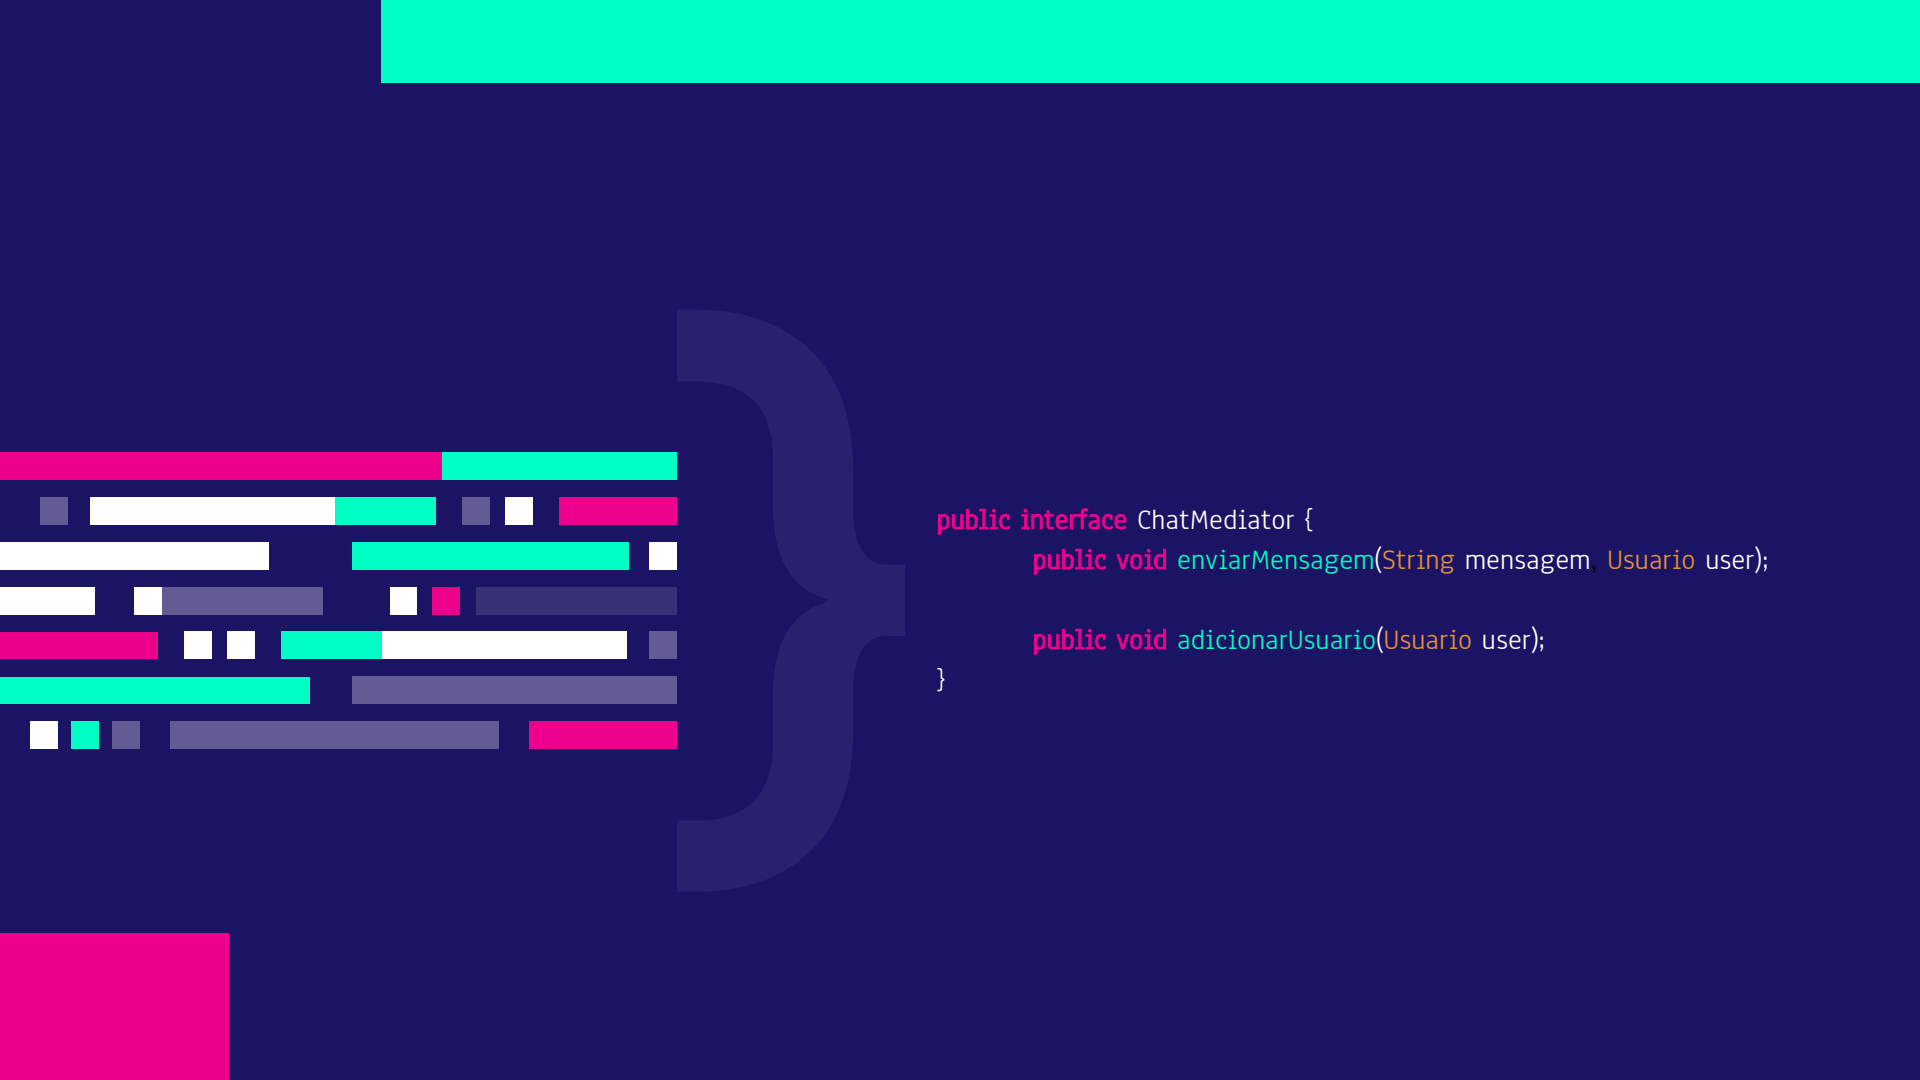 public interface ChatMediator {
public void enviarMensagem(String mensagem, Usuario user);
public void adicionarUsuario(Usuario user);
}